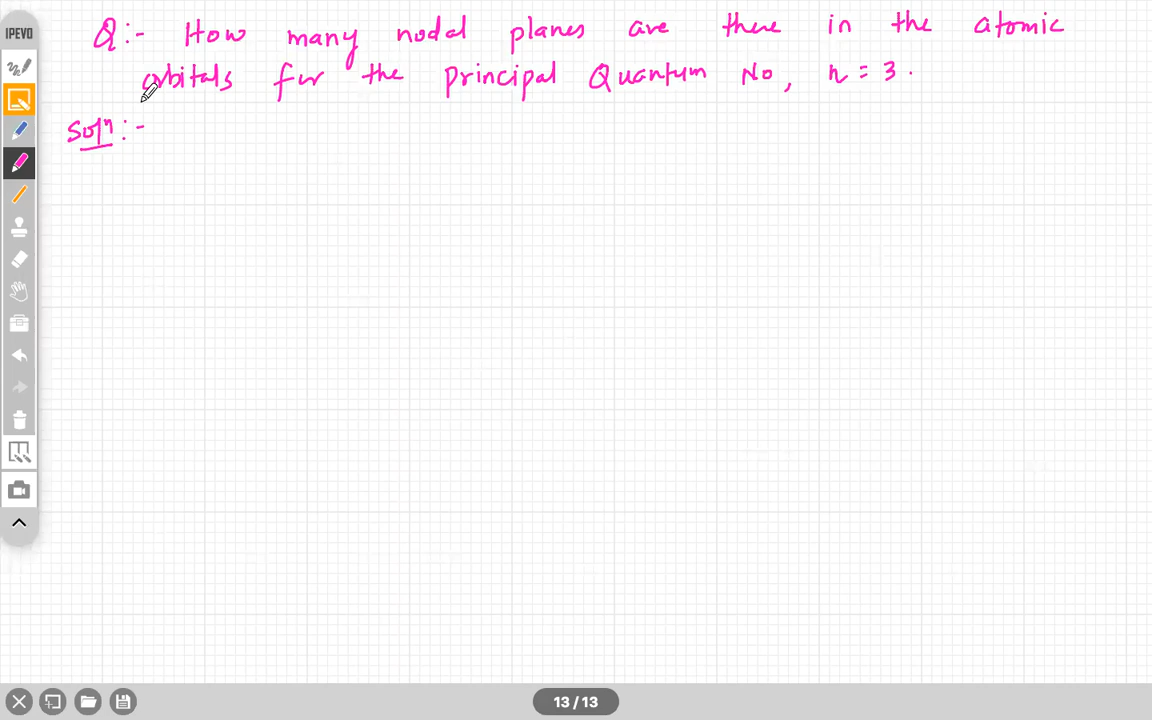 IPEVO
Q:- How many nodal planes are there in the atomic
orbitals for the principal Quantum No, n = 3.
Solⁿ:-
13 / 13